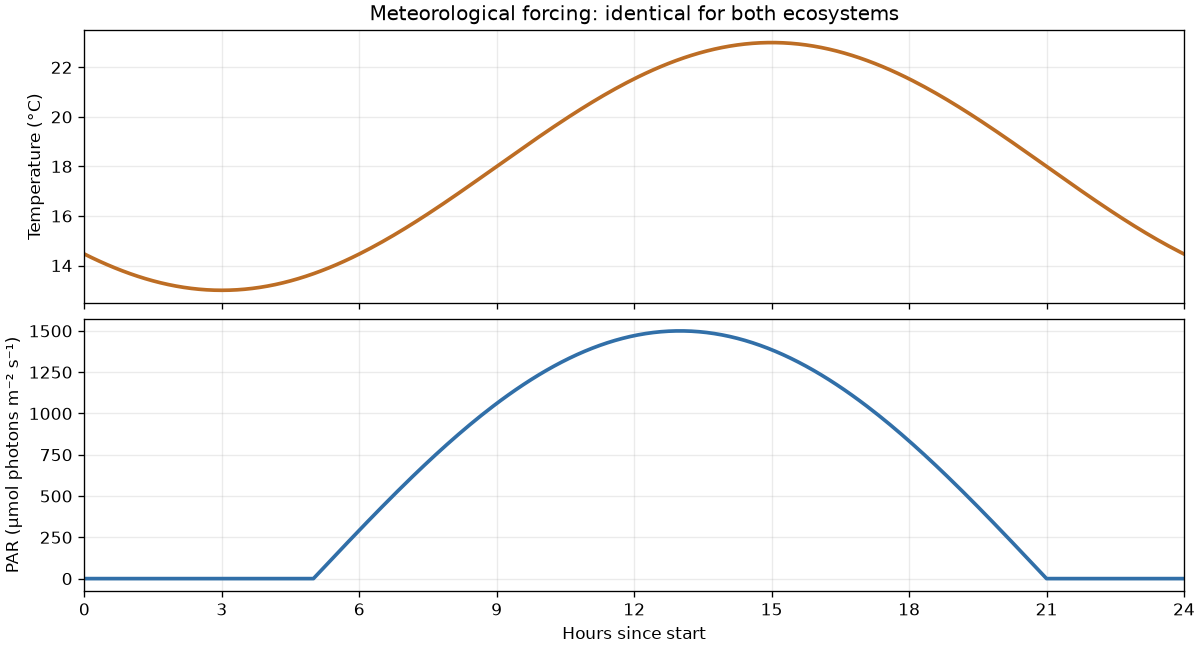 Meteorological forcing: identical for both ecosystems
Temperature (°C)
22
20
18
16
14
PAR (µmol photons m⁻² s⁻¹)
1500
1250
1000
750
500
250
0
0 3 6 9 12 15 18 21 24
Hours since start